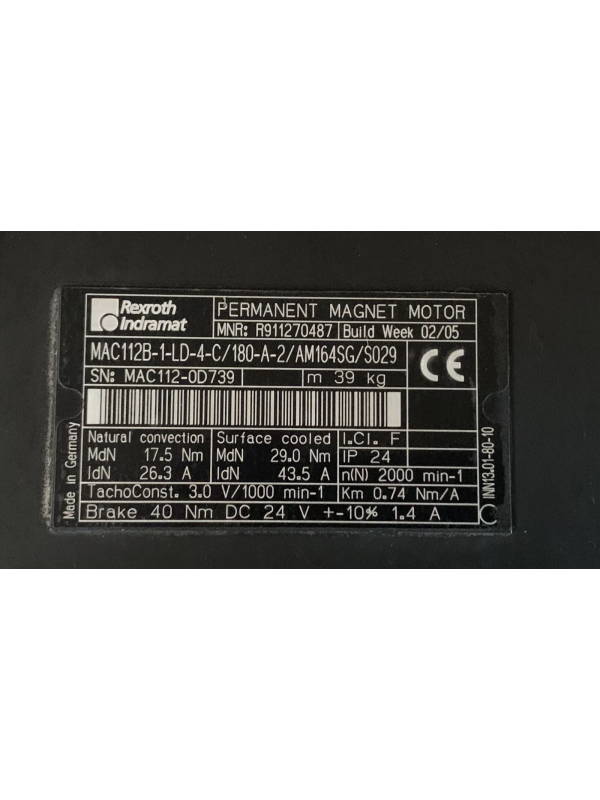 Rexroth
Indramat
PERMANENT MAGNET MOTOR
MNR: R911270487 Build Week 02/05
MAC112B-1-LD-4-C/180-A-2/AM164SG/S029
CE
SN: MAC112-0D739 m 39 kg
Natural convection Surface cooled I.Cl. F
MdN 17.5 Nm MdN 29.0 Nm IP 24
IdN 26.3 A IdN 43.5 A n(N) 2000 min-1
TachoConst. 3.0 V/1000 min-1 Km 0.74 Nm/A
Brake 40 Nm DC 24 V +-10% 1.4 A
Made in Germany
INN13.01-80-10